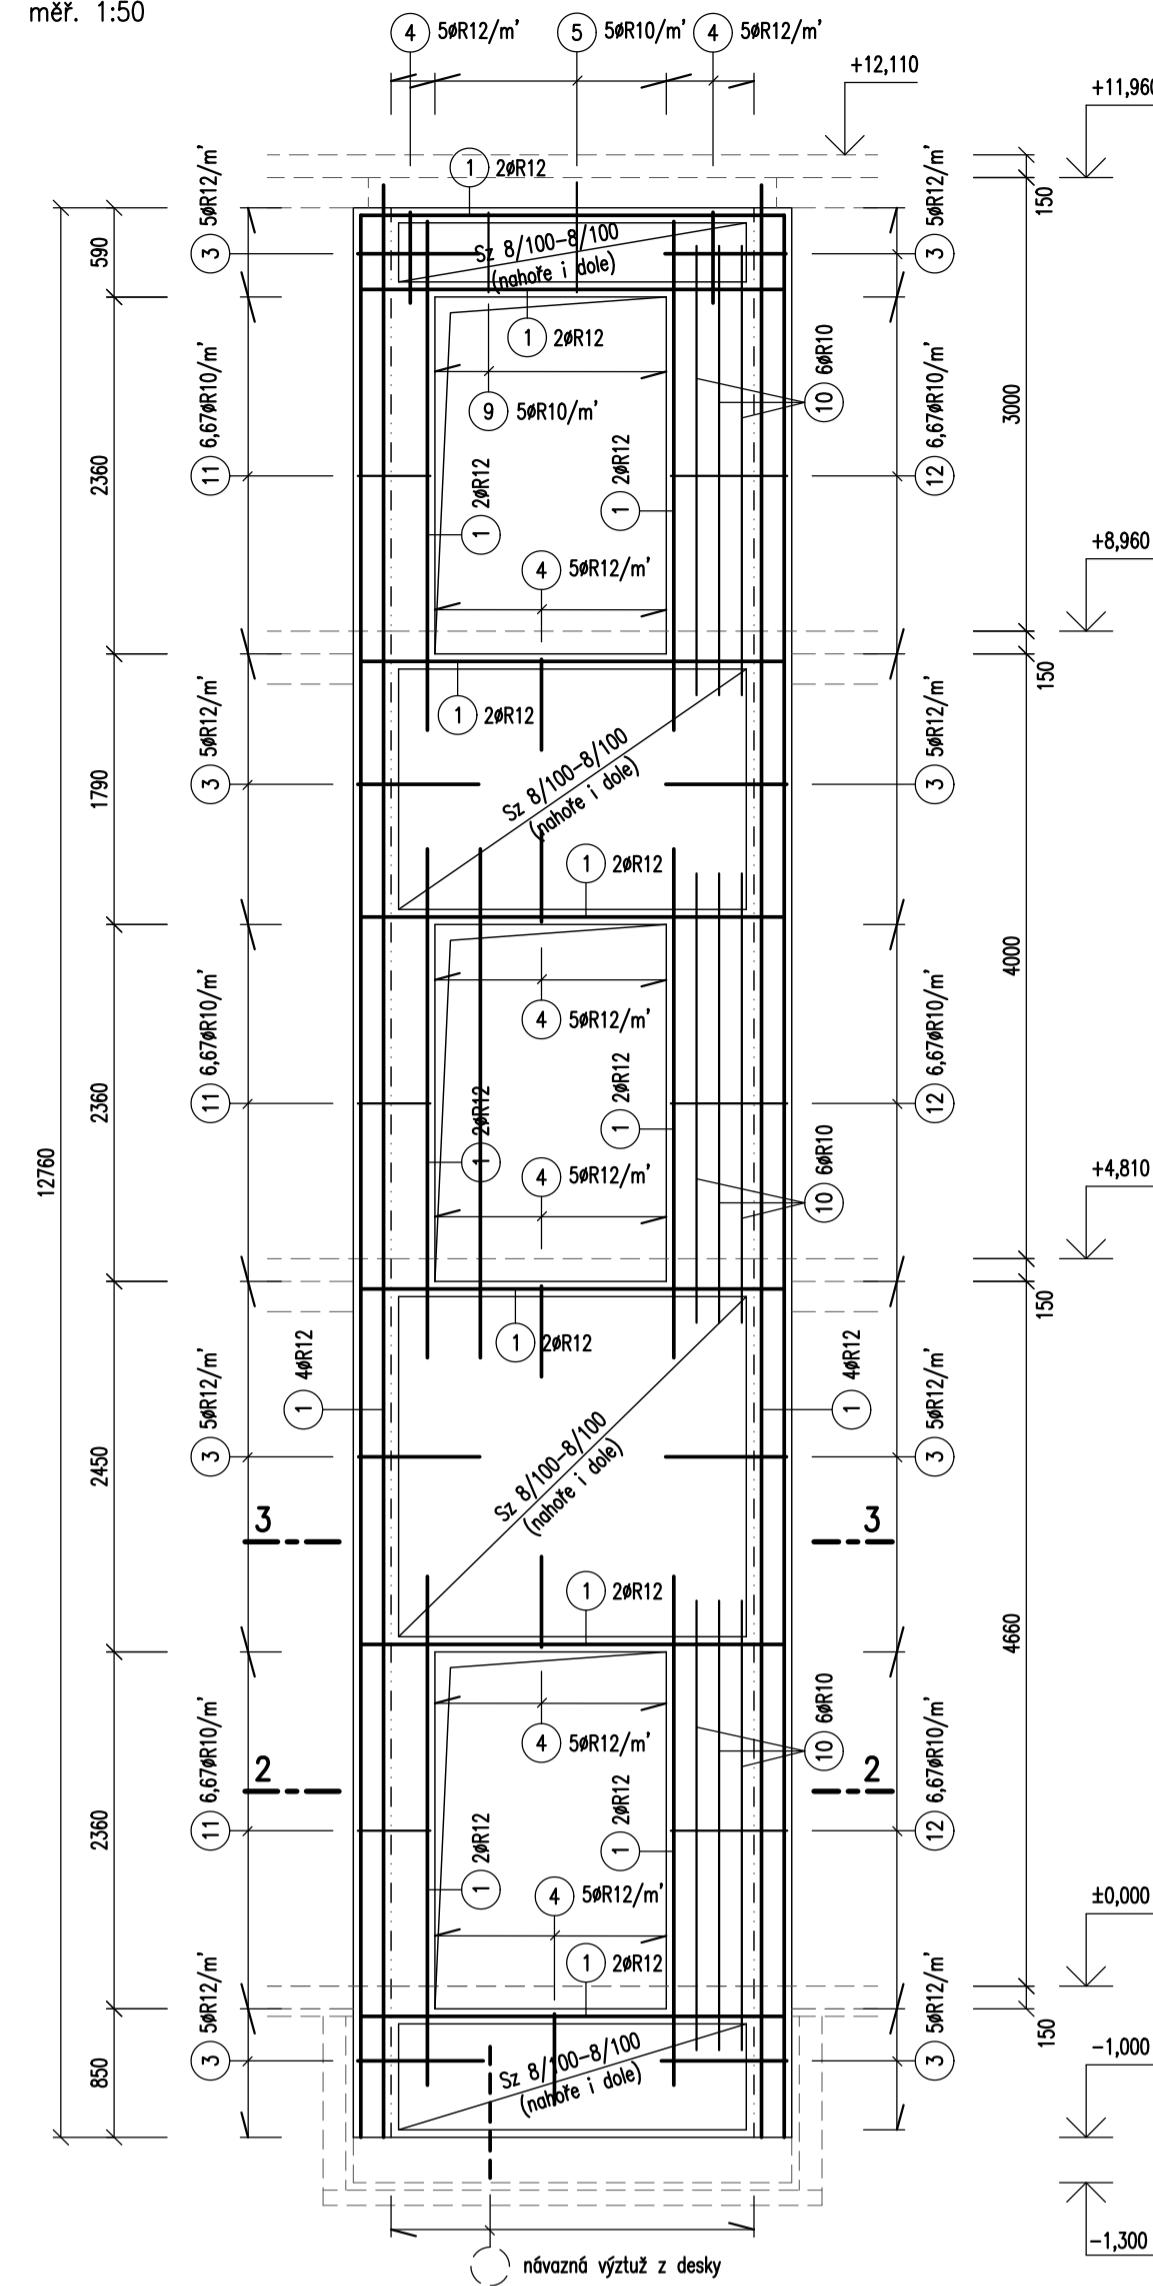 měř. 1:50
4 5øR12/m'
5 5øR10/m'
4 5øR12/m'
+12,110
+11,960
1 2øR12
3 5øR12/m'
3 5øR12/m'
150
590
Sz 8/100-8/100
(nahoře i dole)
1 2øR12
9 5øR10/m'
10 6øR10
11 6,67øR10/m'
12 6,67øR10/m'
2360
3000
1 2øR12
1 2øR12
4 5øR12/m'
+8,960
150
1 2øR12
3 5øR12/m'
3 5øR12/m'
1790
Sz 8/100-8/100
(nahoře i dole)
1 2øR12
4000
4 5øR12/m'
11 6,67øR10/m'
12 6,67øR10/m'
2360
1 2øR12
1 2øR12
12760
4 5øR12/m'
10 6øR10
+4,810
150
1 2øR12
1 4øR12
1 4øR12
3 5øR12/m'
3 5øR12/m'
2450
Sz 8/100-8/100
(nahoře i dole)
3
3
1 2øR12
4660
4 5øR12/m'
10 6øR10
2
2
11 6,67øR10/m'
12 6,67øR10/m'
2360
1 2øR12
1 2øR12
4 5øR12/m'
±0,000
1 2øR12
150
3 5øR12/m'
3 5øR12/m'
850
Sz 8/100-8/100
(nahoře i dole)
-1,000
-1,300
návazná výztuž z desky